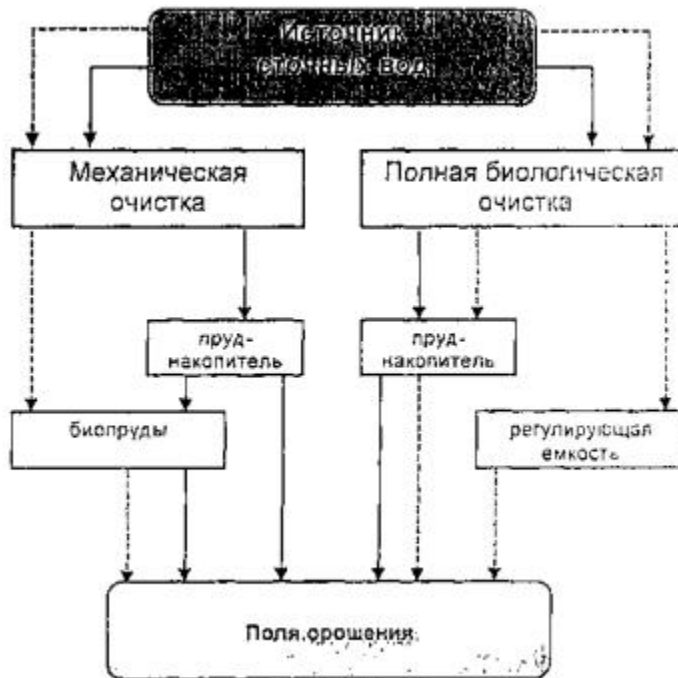 Источник
сточных вод
Механическая
очистка
Полная биологическая
очистка
пруд-
накопитель
пруд-
накопитель
биопруды
регулирующая
емкость
Поля орошения